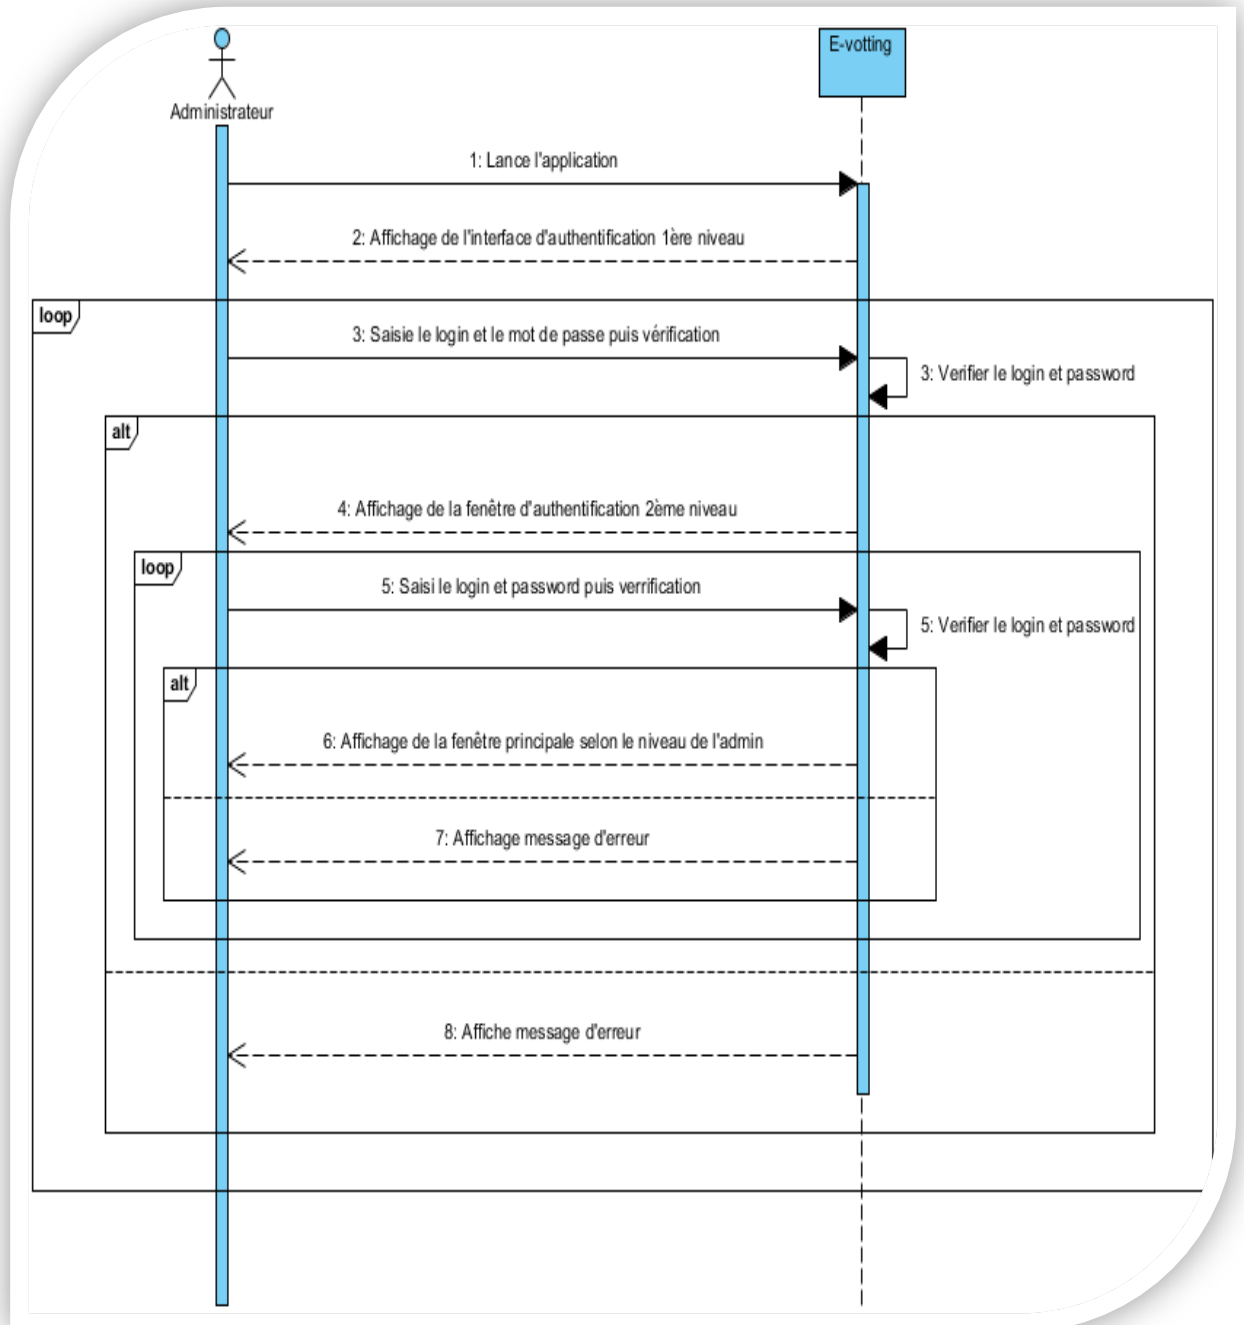 E-votting
Administrateur
1: Lance l'application
2: Affichage de l'interface d'authentification 1ère niveau
loop
3: Saisie le login et le mot de passe puis vérification
3: Verifier le login et password
alt
4: Affichage de la fenêtre d'authentification 2ème niveau
loop
5: Saisi le login et password puis verrification
5: Verifier le login et password
alt
6: Affichage de la fenêtre principale selon le niveau de l'admin
7: Affichage message d'erreur
8: Affiche message d'erreur